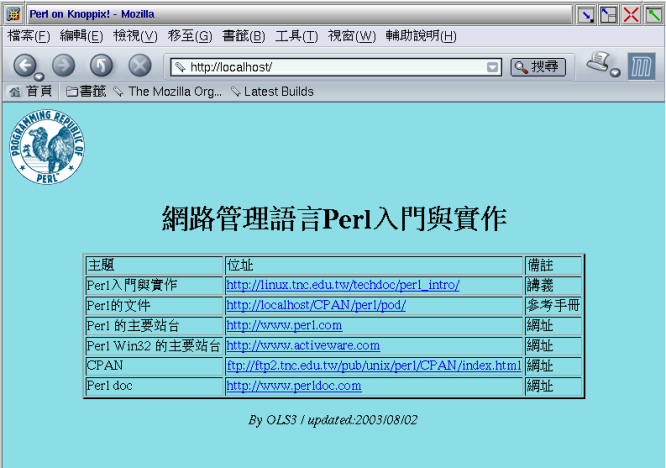 Perl on Knoppix! - Mozilla
檔案(F) 編輯(E) 檢視(V) 移至(G) 書籤(B) 工具(T) 視窗(W) 輔助說明(H)
http://localhost/ 搜尋
首頁 書籤 The Mozilla Org... Latest Builds
PROGRAMMING REPUBLIC OF PERL
網路管理語言Perl入門與實作
主題 位址 備註
Perl入門與實作 http://linux.tnc.edu.tw/techdoc/perl_intro/ 講義
Perl的文件 http://localhost/CPAN/perl/pod/ 參考手冊
Perl 的主要站台 http://www.perl.com 網址
Perl Win32 的主要站台 http://www.activeware.com 網址
CPAN ftp://ftp2.tnc.edu.tw/pub/unix/perl/CPAN/index.html 網址
Perl doc http://www.perldoc.com 網址
By OLS3 / updated:2003/08/02